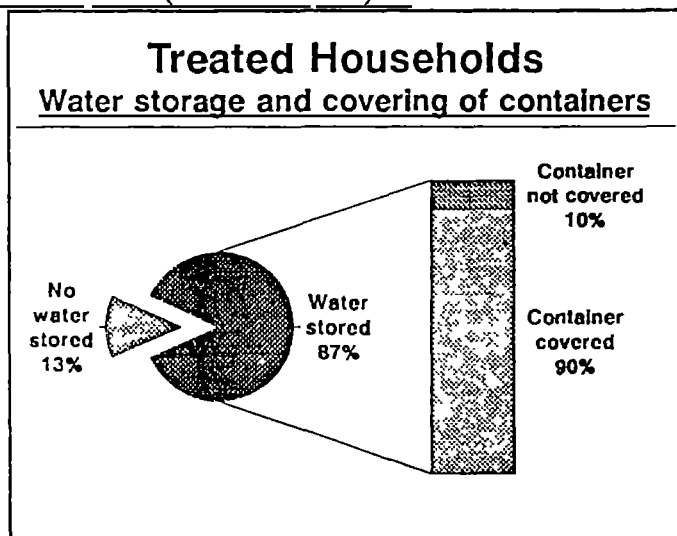 Treated Households
Water storage and covering of containers
Container
not covered
10%
No
water
stored
13%
Water
stored
87%
Container
covered
90%